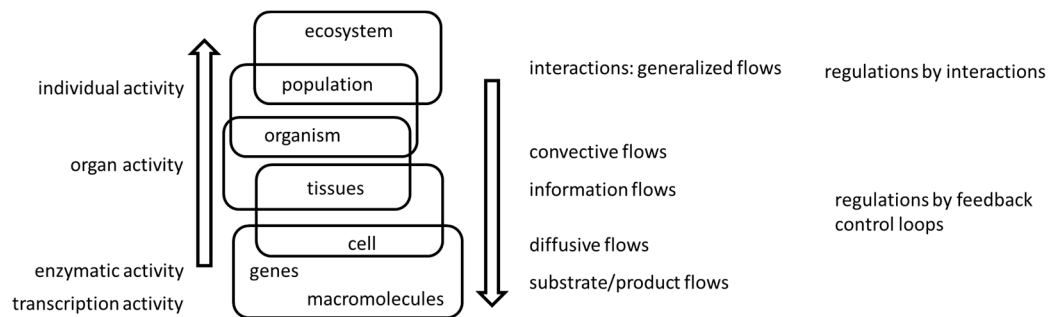 ecosystem
individual activity
population
interactions: generalized flows
regulations by interactions
organism
organ activity
convective flows
tissues
information flows
regulations by feedback
control loops
cell
diffusive flows
enzymatic activity
genes
substrate/product flows
transcription activity
macromolecules